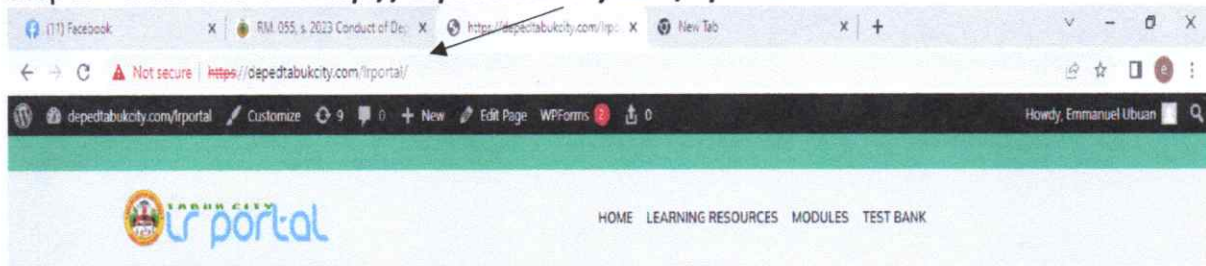 (11) Facebook
RM. 055, s. 2023 Conduct of De
https://depedtabukcity.com/lrpo
New Tab
Not secure https://depedtabukcity.com/lrportal/
depedtabukcity.com/lrportal Customize 9 0 + New Edit Page WPForms 2 0 Howdy, Emmanuel Ubuan
TABUK CITY
lr portal
HOME LEARNING RESOURCES MODULES TEST BANK